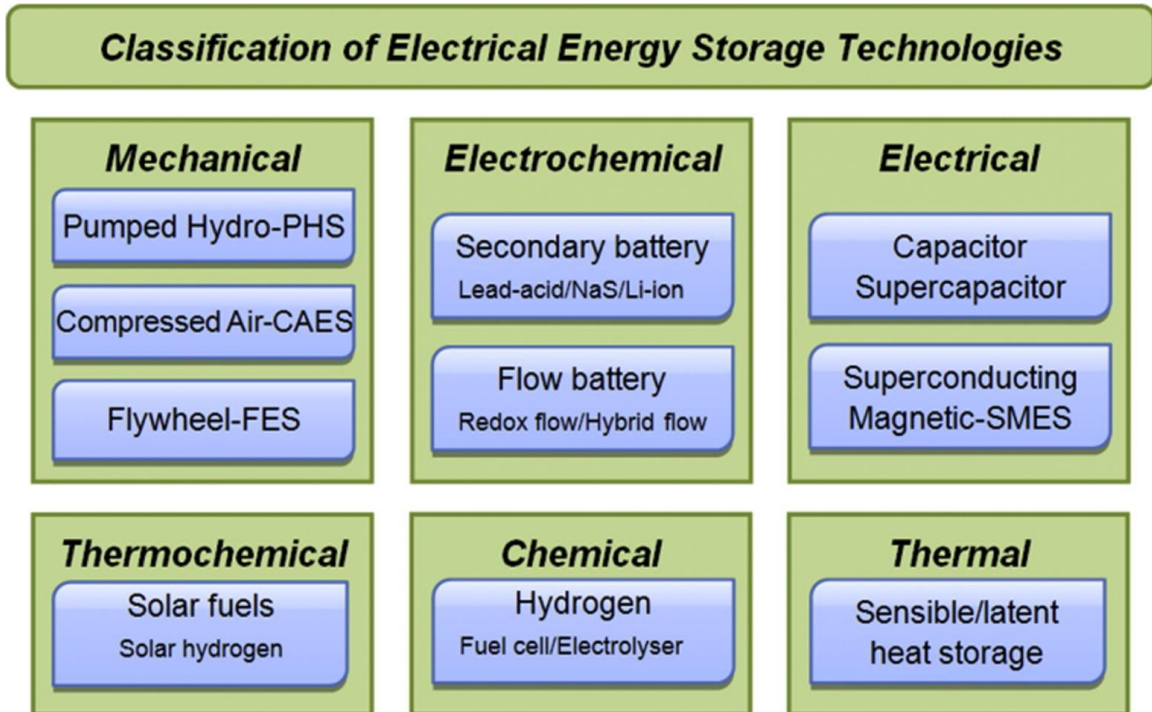 Classification of Electrical Energy Storage Technologies
Mechanical
Pumped Hydro-PHS
Compressed Air-CAES
Flywheel-FES
Electrochemical
Secondary battery
Lead-acid/NaS/Li-ion
Flow battery
Redox flow/Hybrid flow
Electrical
Capacitor
Supercapacitor
Superconducting
Magnetic-SMES
Thermochemical
Solar fuels
Solar hydrogen
Chemical
Hydrogen
Fuel cell/Electrolyser
Thermal
Sensible/latent
heat storage